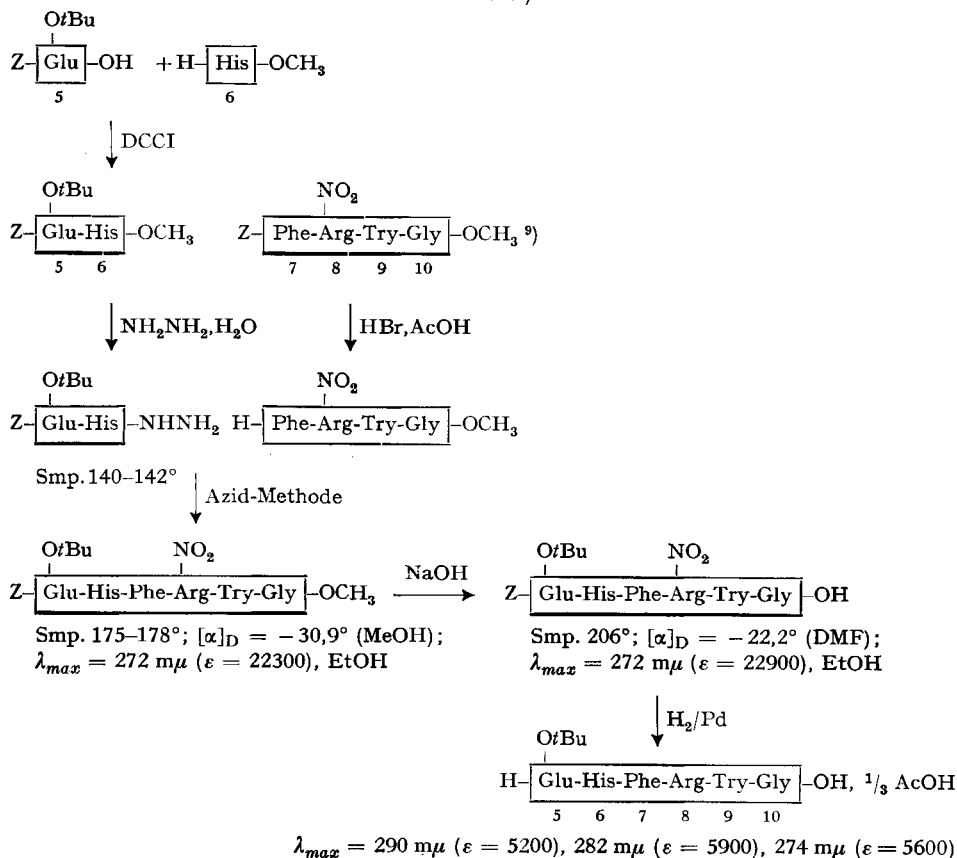 OtBu
Z– Glu –OH + H– His –OCH₃
5 6
DCCI
OtBu NO₂
Z– Glu-His –OCH₃ Z– Phe-Arg-Try-Gly –OCH₃ ⁹)
5 6 7 8 9 10
NH₂NH₂,H₂O HBr,AcOH
OtBu NO₂
Z– Glu-His –NHNH₂ H– Phe-Arg-Try-Gly –OCH₃
Smp. 140–142°
Azid-Methode
OtBu NO₂ OtBu NO₂
Z– Glu-His-Phe-Arg-Try-Gly –OCH₃ NaOH Z– Glu-His-Phe-Arg-Try-Gly –OH
Smp. 175–178°; [α]D = −30,9° (MeOH); Smp. 206°; [α]D = −22,2° (DMF);
λmax = 272 mμ (ε = 22300), EtOH λmax = 272 mμ (ε = 22900), EtOH
H₂/Pd
OtBu
H– Glu-His-Phe-Arg-Try-Gly –OH, ¹/₃ AcOH
5 6 7 8 9 10
λmax = 290 mμ (ε = 5200), 282 mμ (ε = 5900), 274 mμ (ε = 5600)